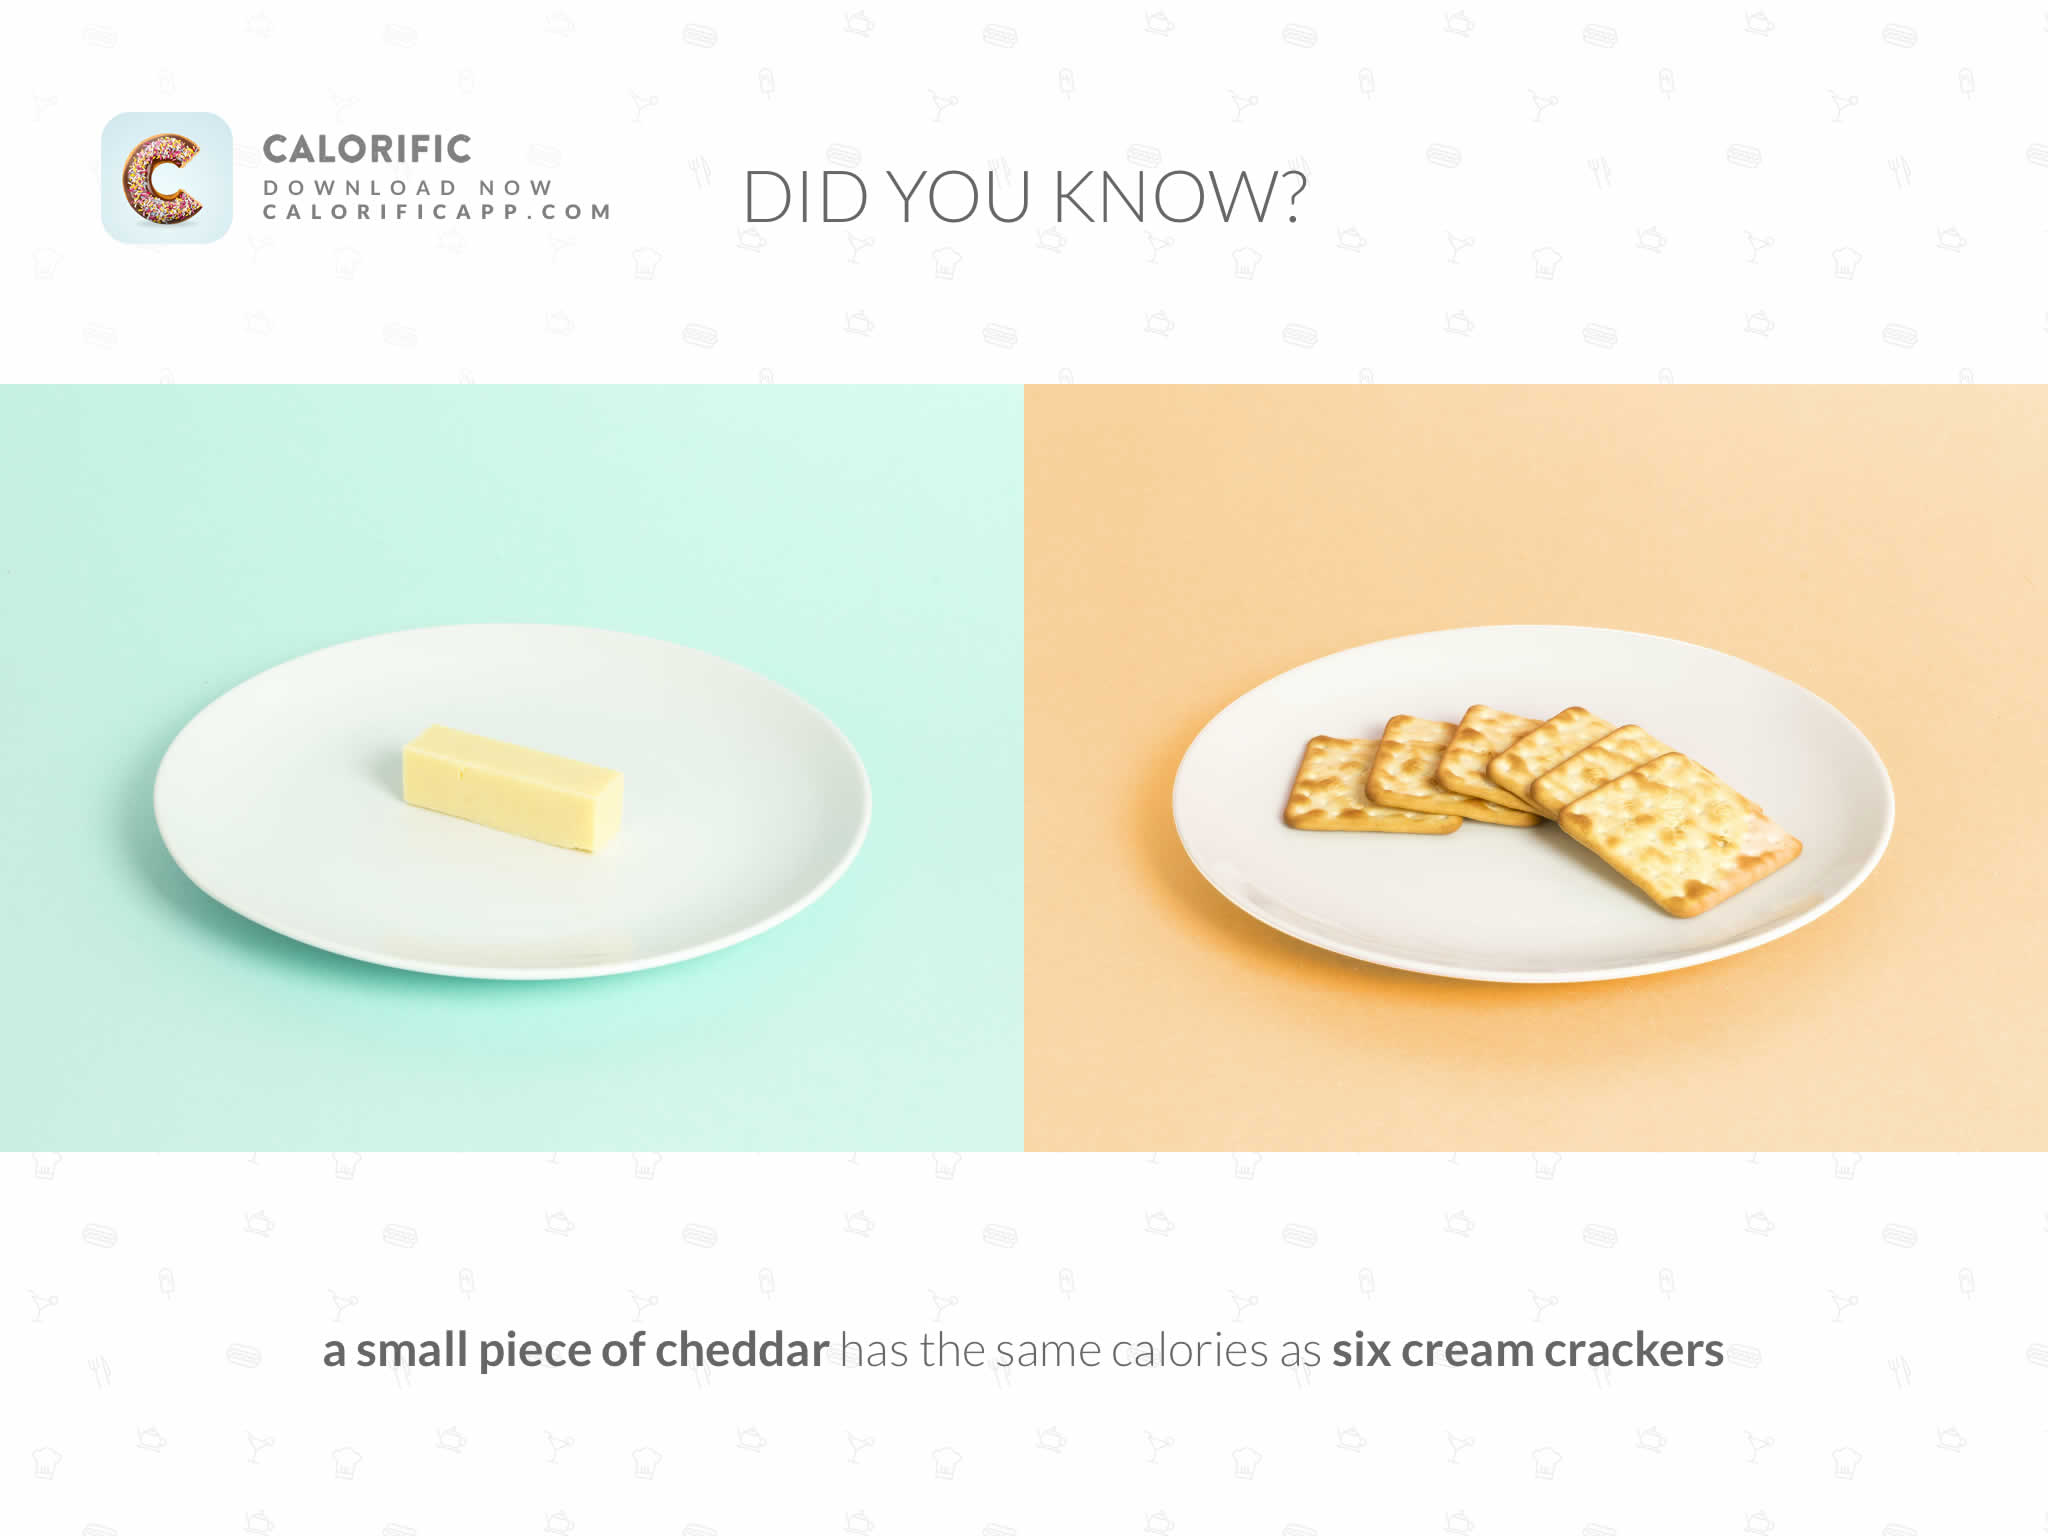 CALORIFIC
DOWNLOAD NOW
CALORIFICAPP.COM
DID YOU KNOW?
a small piece of cheddar has the same calories as six cream crackers